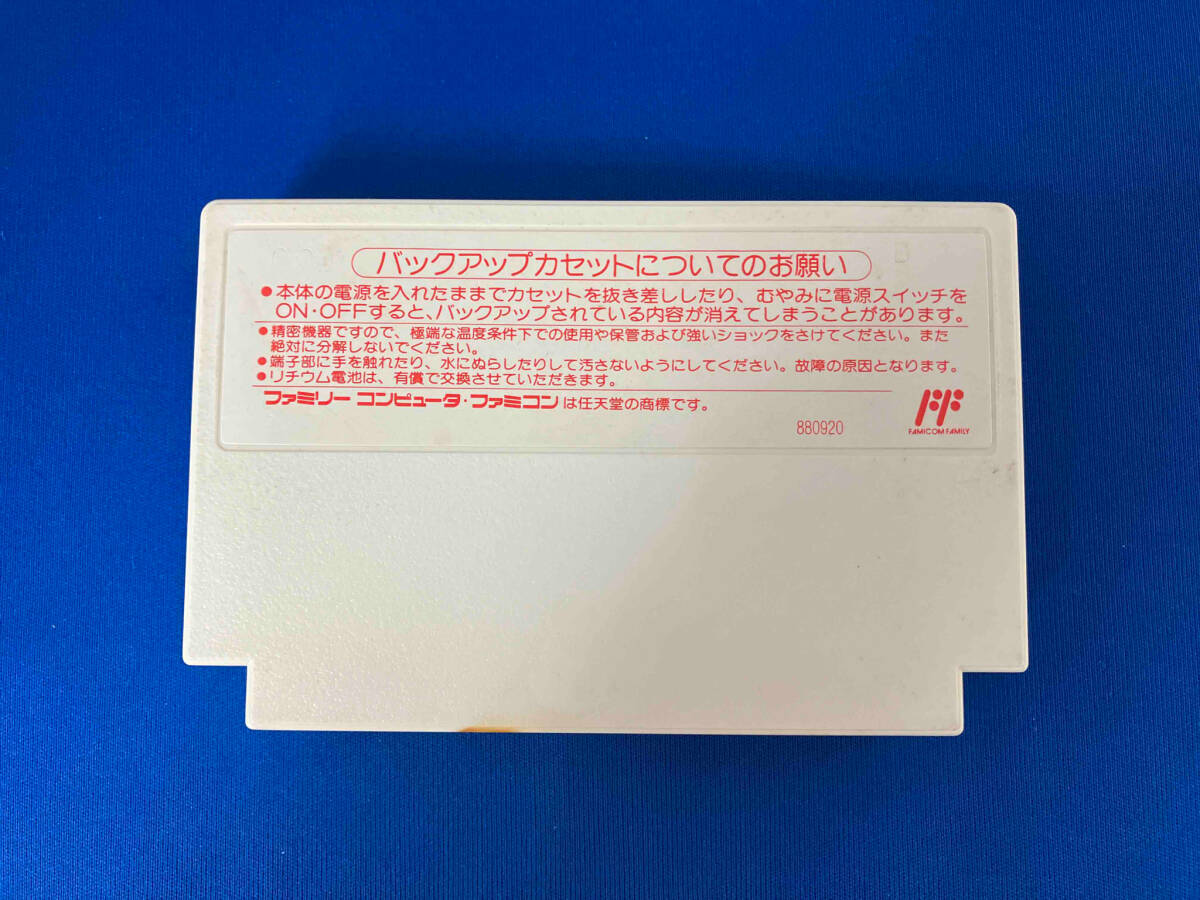 バックアップカセットについてのお願い
●本体の電源を入れたままでカセットを抜き差ししたり、むやみに電源スイッチを
ON・OFFすると、バックアップされている内容が消えてしまうことがあります。
●精密機器ですので、極端な温度条件下での使用や保管および強いショックをさけてください。また
絶対に分解しないでください。
●端子部に手を触れたり、水にぬらしたりして汚さないようにしてください。故障の原因となります。
●リチウム電池は、有償で交換させていただきます。
ファミリー コンピュータ・ファミコン は任天堂の商標です。
880920
FAMICOM FAMILY